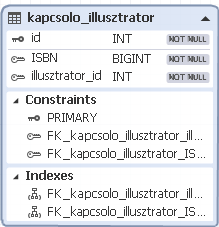 kapcsolo_illusztrator
id INT NOT NULL
ISBN BIGINT NOT NULL
illusztrator_id INT NOT NULL
Constraints
PRIMARY
FK_kapcsolo_illusztrator_ill...
FK_kapcsolo_illusztrator_IS...
Indexes
FK_kapcsolo_illusztrator_ill...
FK_kapcsolo_illusztrator_IS...